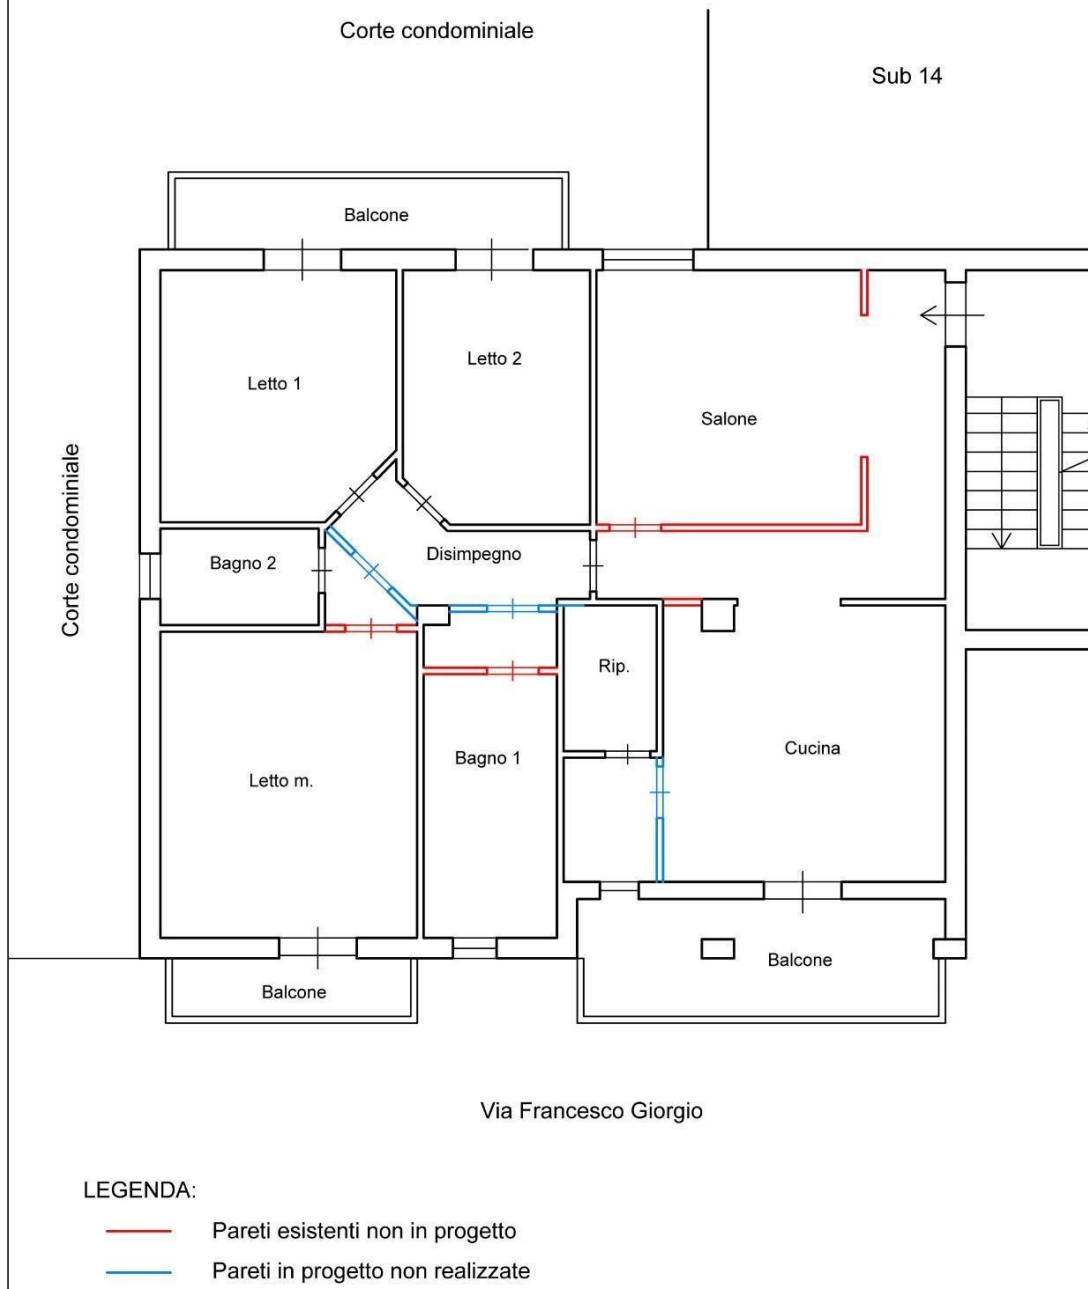 Corte condominiale
Sub 14
Balcone
Letto 1
Letto 2
Salone
Corte condominiale
Bagno 2
Disimpegno
Rip.
Letto m.
Bagno 1
Cucina
Balcone
Balcone
Via Francesco Giorgio
LEGENDA:
Pareti esistenti non in progetto
Pareti in progetto non realizzate